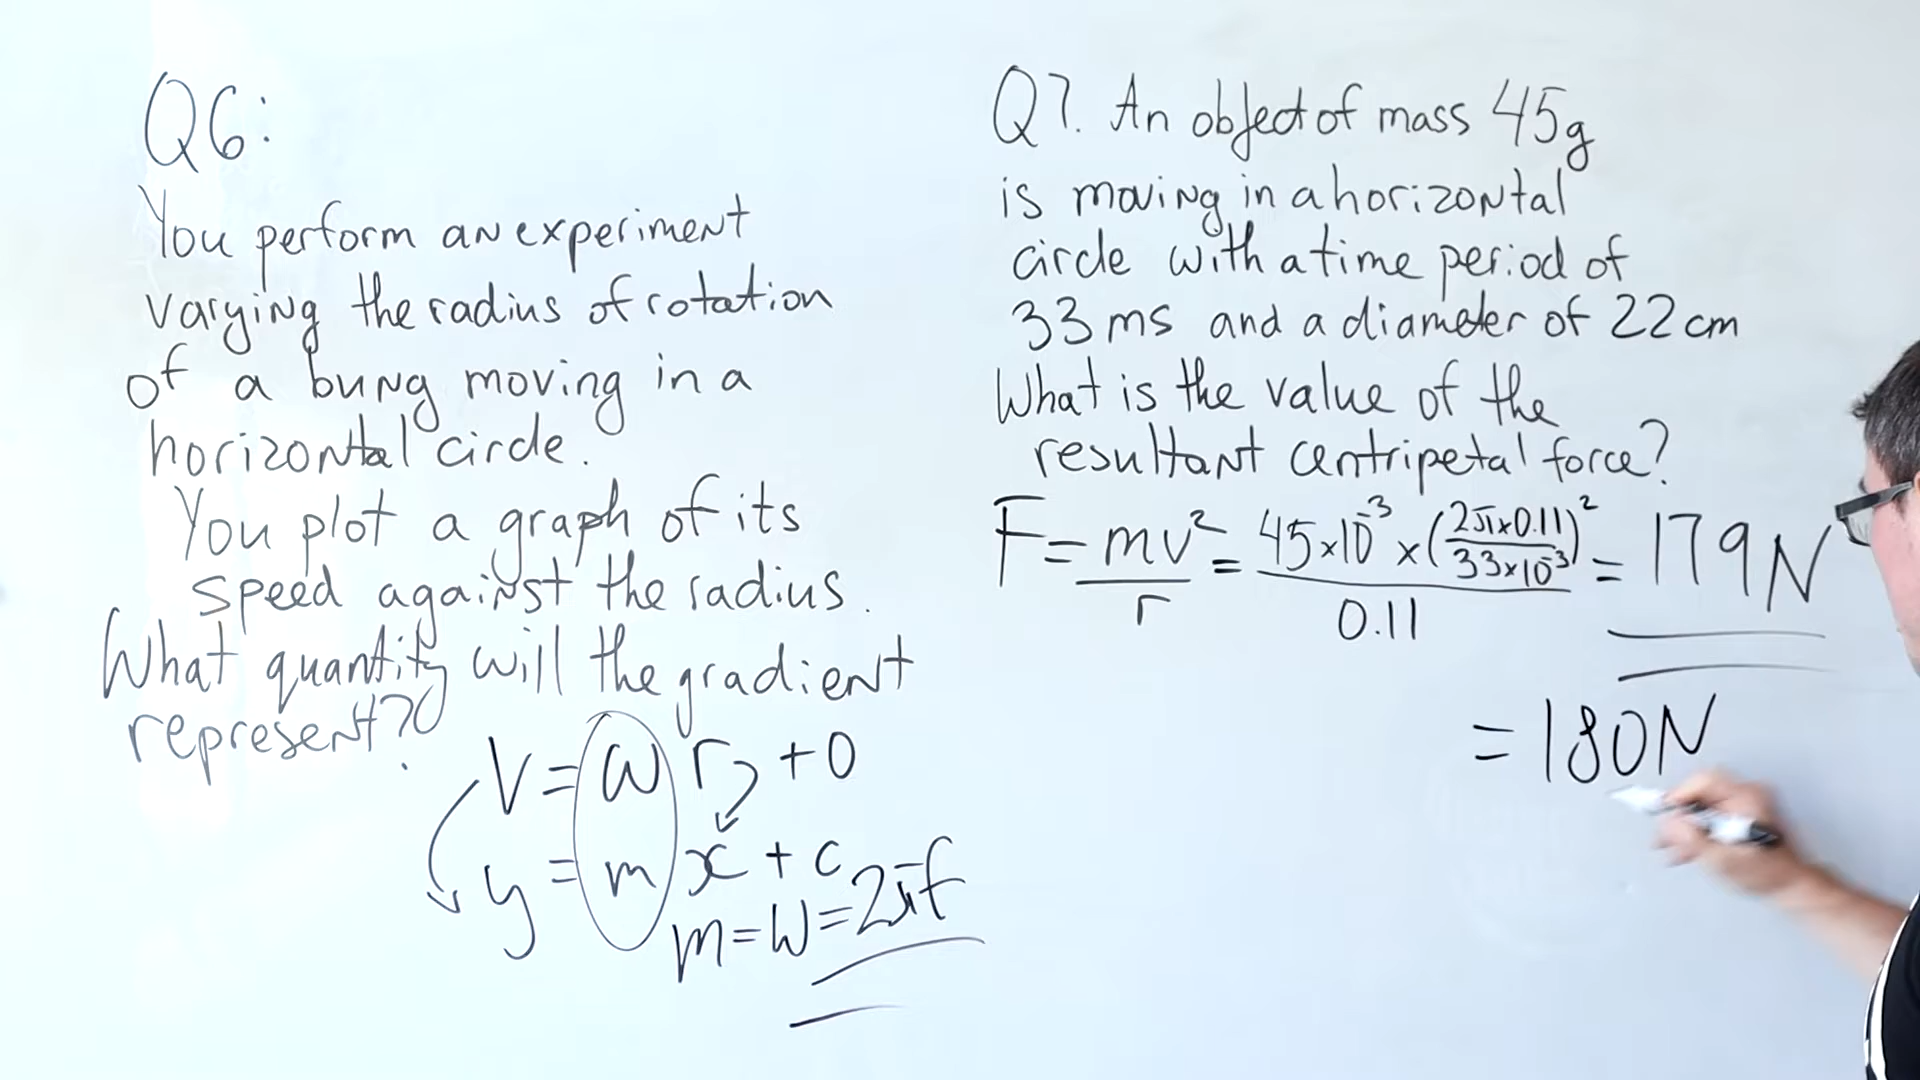 Q6:
You perform an experiment
varying the radius of rotation
of a bung moving in a
horizontal circle.
You plot a graph of its
speed against the radius.
What quantity will the gradient
represent?
V = ω r + 0
y = m x + c
m = ω = 2πf
Q7. An object of mass 45g
is moving in a horizontal
circle with a time period of
33 ms and a diameter of 22 cm
What is the value of the
resultant centripetal force?
F = mv²/r = 45×10⁻³ × (2π×0.11/33×10⁻³)²/0.11 = 179N
= 180N